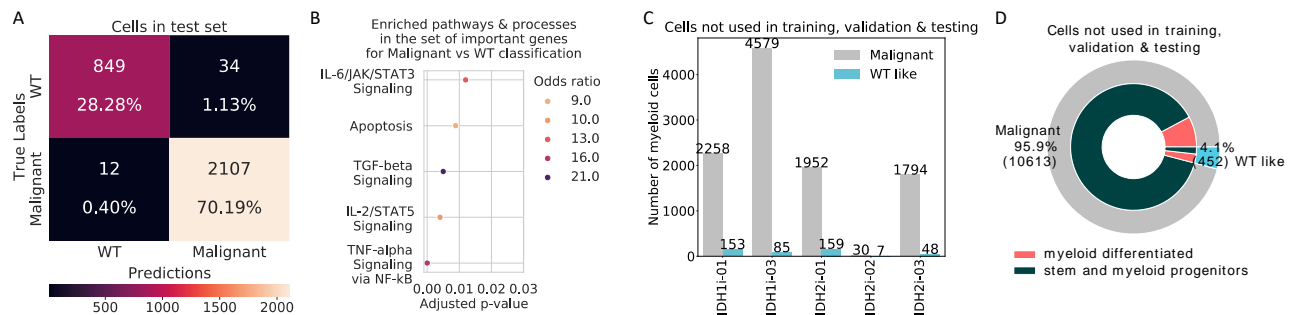 A
Cells in test set
True Labels
WT
Malignant
849
34
28.28%
1.13%
12
2107
0.40%
70.19%
WT
Malignant
Predictions
500
1000
1500
2000
B
Enriched pathways & processes
in the set of important genes
for Malignant vs WT classification
IL-6/JAK/STAT3
Signaling
Apoptosis
TGF-beta
Signaling
IL-2/STAT5
Signaling
TNF-alpha
Signaling
via NF-kB
0.00
0.01
0.02
0.03
Adjusted p-value
Odds ratio
9.0
10.0
13.0
16.0
21.0
C
Cells not used in training, validation & testing
Number of myeloid cells
4000
3000
2000
1000
0
Malignant
WT like
2258
153
4579
85
1952
159
30
7
1794
48
IDH1i-01
IDH1i-03
IDH2i-01
IDH2i-02
IDH2i-03
D
Cells not used in training,
validation & testing
Malignant
95.9%
(10613)
4.1%
(452) WT like
myeloid differentiated
stem and myeloid progenitors